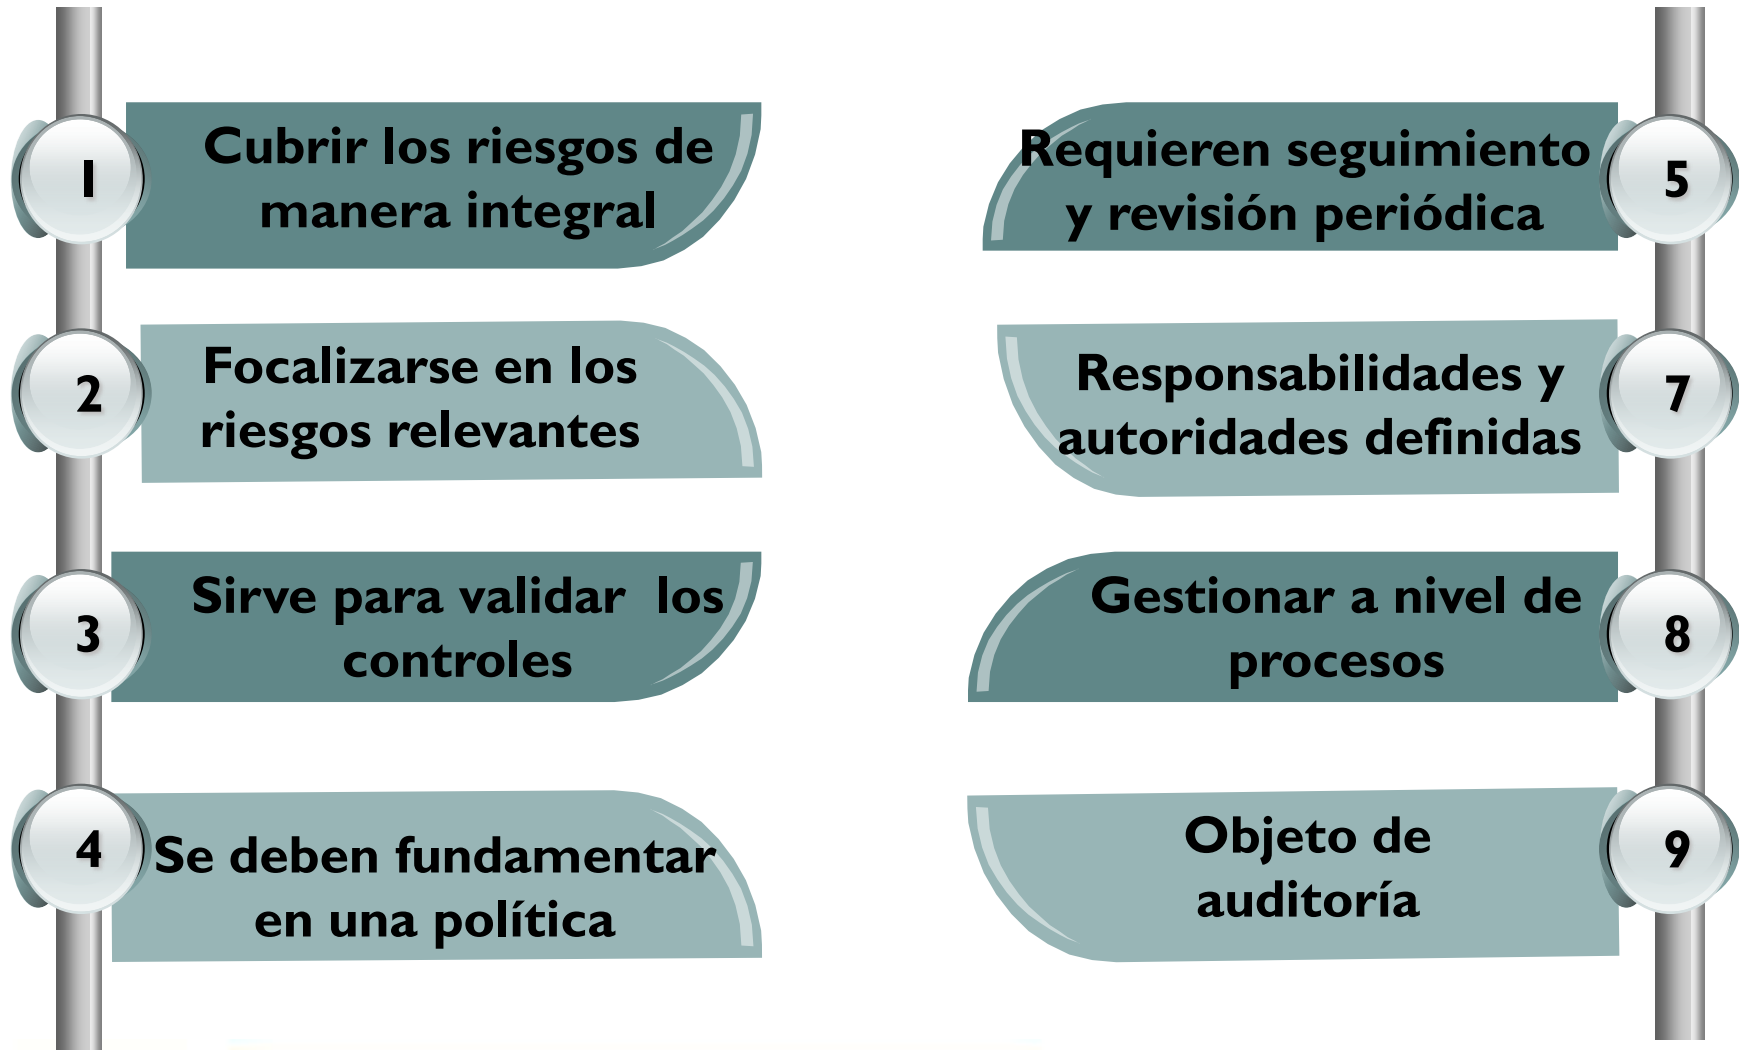 1
Cubrir los riesgos de
manera integral
2
Focalizarse en los
riesgos relevantes
3
Sirve para validar  los
controles
4
Se deben fundamentar
en una política
5
Requieren seguimiento
y revisión periódica
7
Responsabilidades y
autoridades definidas
8
Gestionar a nivel de
procesos
9
Objeto de
auditoría